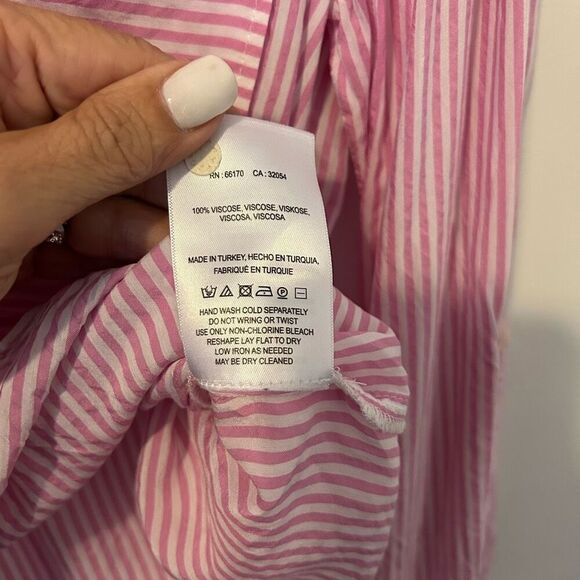 RN : 66170 CA : 32054
100% VISCOSE, VISCOSE, VISKOSE,
VISCOSA, VISCOSA
MADE IN TURKEY, HECHO EN TURQUIA,
FABRIQUÉ EN TURQUIE
HAND WASH COLD SEPARATELY
DO NOT WRING OR TWIST
USE ONLY NON-CHLORINE BLEACH
RESHAPE LAY FLAT TO DRY
LOW IRON AS NEEDED
MAY BE DRY CLEANED